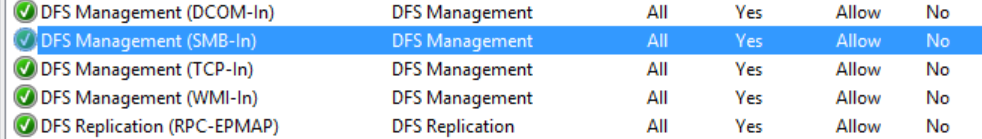 DFS Management (DCOM-In) DFS Management All Yes Allow No
DFS Management (SMB-In) DFS Management All Yes Allow No
DFS Management (TCP-In) DFS Management All Yes Allow No
DFS Management (WMI-In) DFS Management All Yes Allow No
DFS Replication (RPC-EPMAP) DFS Replication All Yes Allow No